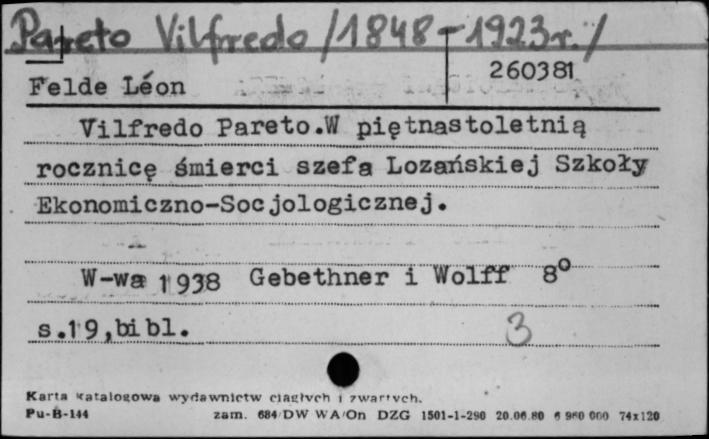 Pareto Vilfredo /1848-1923r./
260381
Felde Léon
Vilfredo Pareto.W piętnastoletnią
rocznicę śmierci szefa Lozańskiej Szkoły
Ekonomiczno-Socjologicznej.
W-wa 1938 Gebethner i Wolff 8°
s.19,bibl.
3
Karta katalogowa wydawnictw ciągłych i zwartych.
Pu-B-144 zam. 684/DW WA/On DZG 1501-1-290 20.06.80 6 960 000 74x120